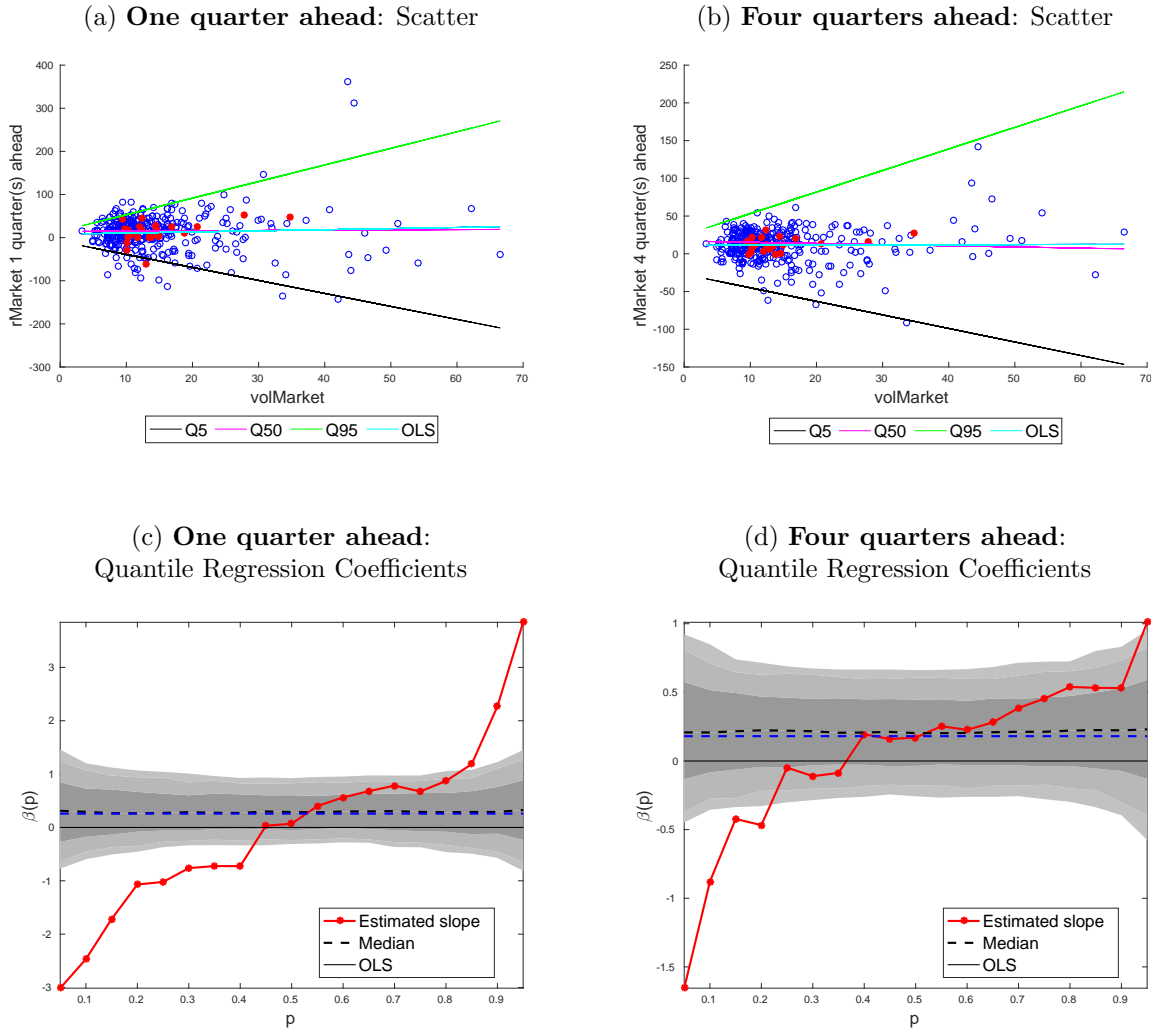 (a) One quarter ahead: Scatter
400
300
200
100
0
-100
-200
-300
rMarket 1 quarter(s) ahead
0 10 20 30 40 50 60 70
volMarket
Q5 Q50 Q95 OLS
(b) Four quarters ahead: Scatter
250
200
150
100
50
0
-50
-100
-150
rMarket 4 quarter(s) ahead
0 10 20 30 40 50 60 70
volMarket
Q5 Q50 Q95 OLS
(c) One quarter ahead:
Quantile Regression Coefficients
3
2
1
0
-1
-2
-3
β(p)
0.1 0.2 0.3 0.4 0.5 0.6 0.7 0.8 0.9
p
Estimated slope
Median
OLS
(d) Four quarters ahead:
Quantile Regression Coefficients
1
0.5
0
-0.5
-1
-1.5
β(p)
0.1 0.2 0.3 0.4 0.5 0.6 0.7 0.8 0.9
p
Estimated slope
Median
OLS